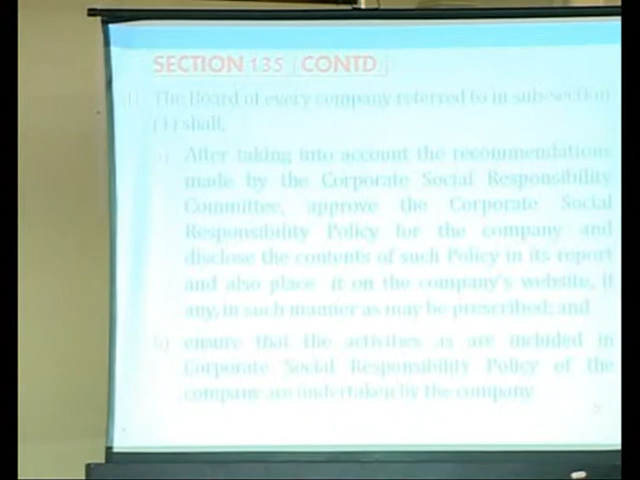 SECTION 135 [CONTD.]
The Board of every company referred to in sub-section
(1) shall,
After taking into account the recommendations
made by the Corporate Social Responsibility
Committee, approve the Corporate Social
Responsibility Policy for the company and
disclose the contents of such Policy in its report
and also place it on the company's website, if
any, in such manner as may be prescribed; and
ensure that the activities as are included in
Corporate Social Responsibility Policy of the
company are undertaken by the company